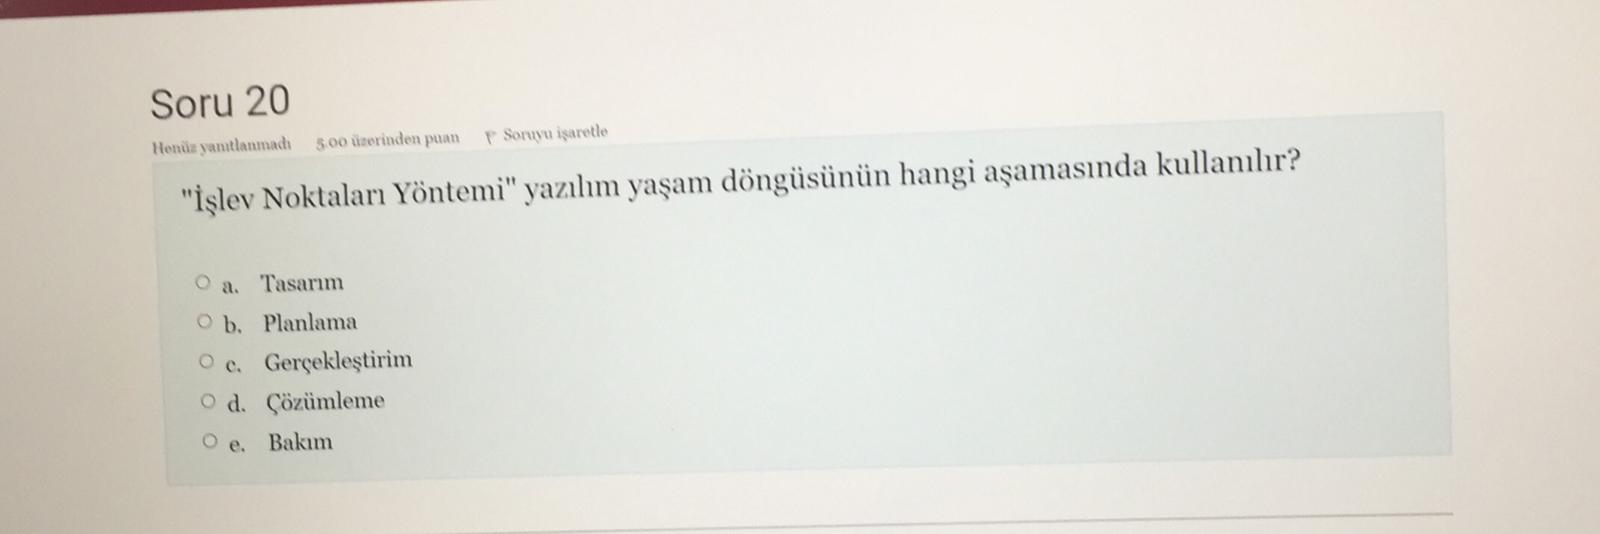 Soru 20
Henüz yanıtlanmadı 5.00 üzerinden puan Soruyu işaretle
"İşlev Noktaları Yöntemi" yazılım yaşam döngüsünün hangi aşamasında kullanılır?
a. Tasarım
b. Planlama
c. Gerçekleştirim
d. Çözümleme
e. Bakım